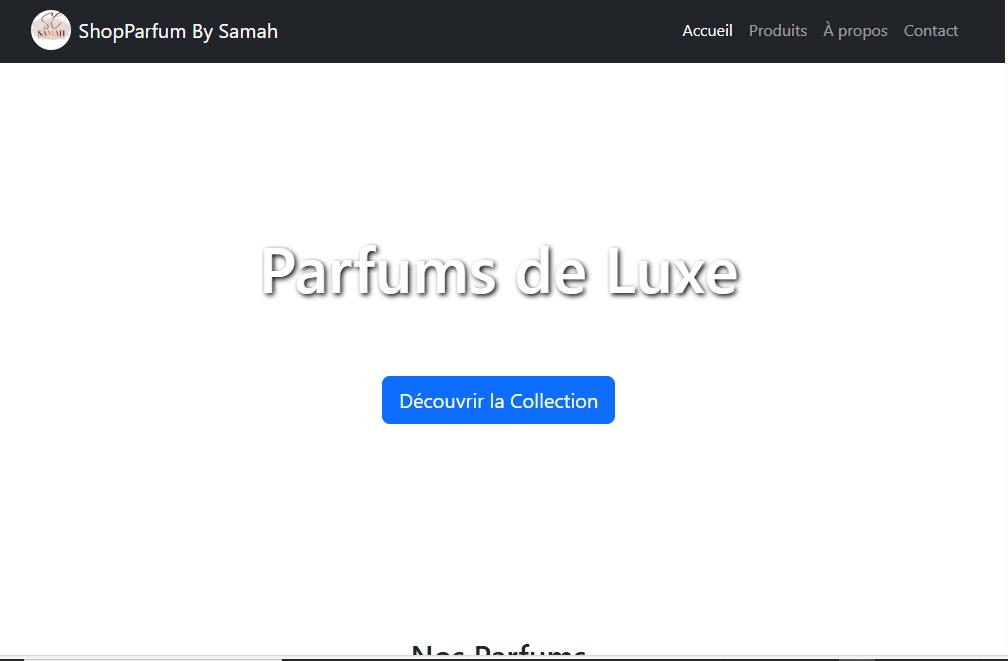 SC
SAMAH
ShopParfum By Samah
Accueil Produits À propos Contact
Parfums de Luxe
Découvrir la Collection
Nos Parfums